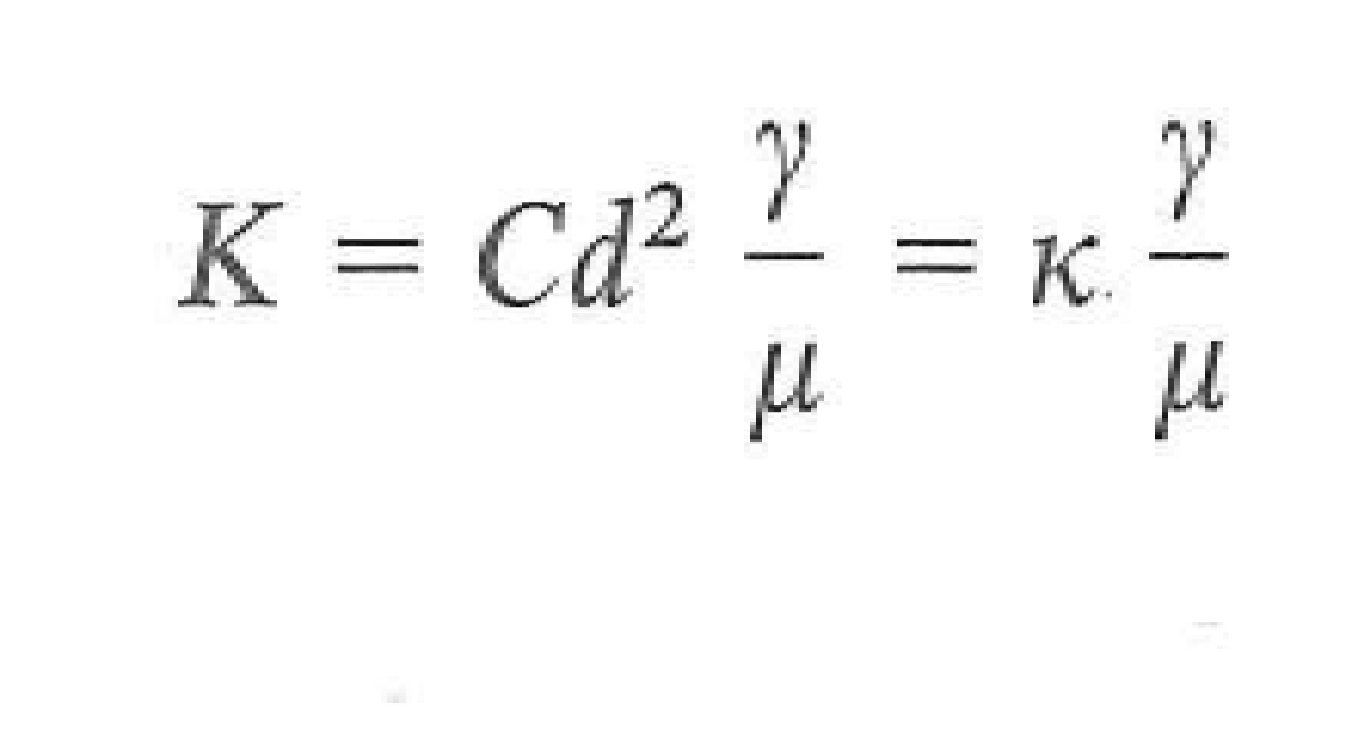 K = Cd² γ/μ = κ γ/μ